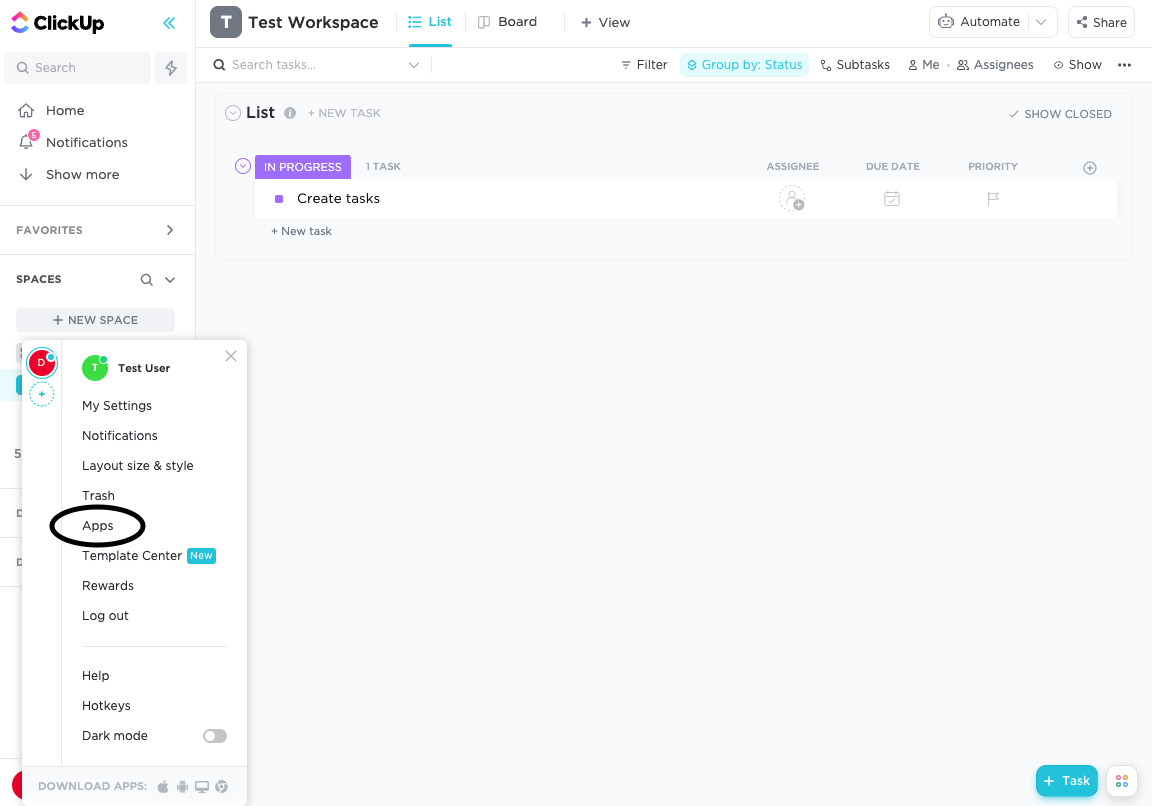 ClickUp
Search
Home
5
Notifications
Show more
FAVORITES
SPACES
+ NEW SPACE
T Test Workspace
List
Board
+ View
Automate
Share
Search tasks...
Filter
Group by: Status
Subtasks
Me
Assignees
Show
List
+ NEW TASK
SHOW CLOSED
IN PROGRESS
1 TASK
ASSIGNEE
DUE DATE
PRIORITY
Create tasks
+ New task
D
T
Test User
My Settings
Notifications
Layout size & style
Trash
Apps
Template Center New
Rewards
Log out
Help
Hotkeys
Dark mode
DOWNLOAD APPS:
5
D
D
+ Task